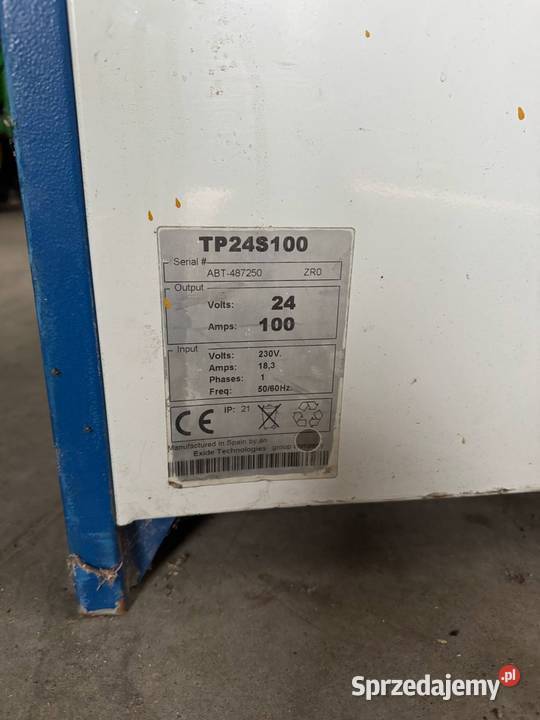 TP24S100
Serial #
ABT-487250 ZR0
Output
Volts: 24
Amps: 100
Input
Volts: 230V.
Amps: 18,3
Phases: 1
Freq: 50/60Hz.
CE IP: 21
Manufactured in Spain by an
Exide Technologies group
Sprzedajemy.pl